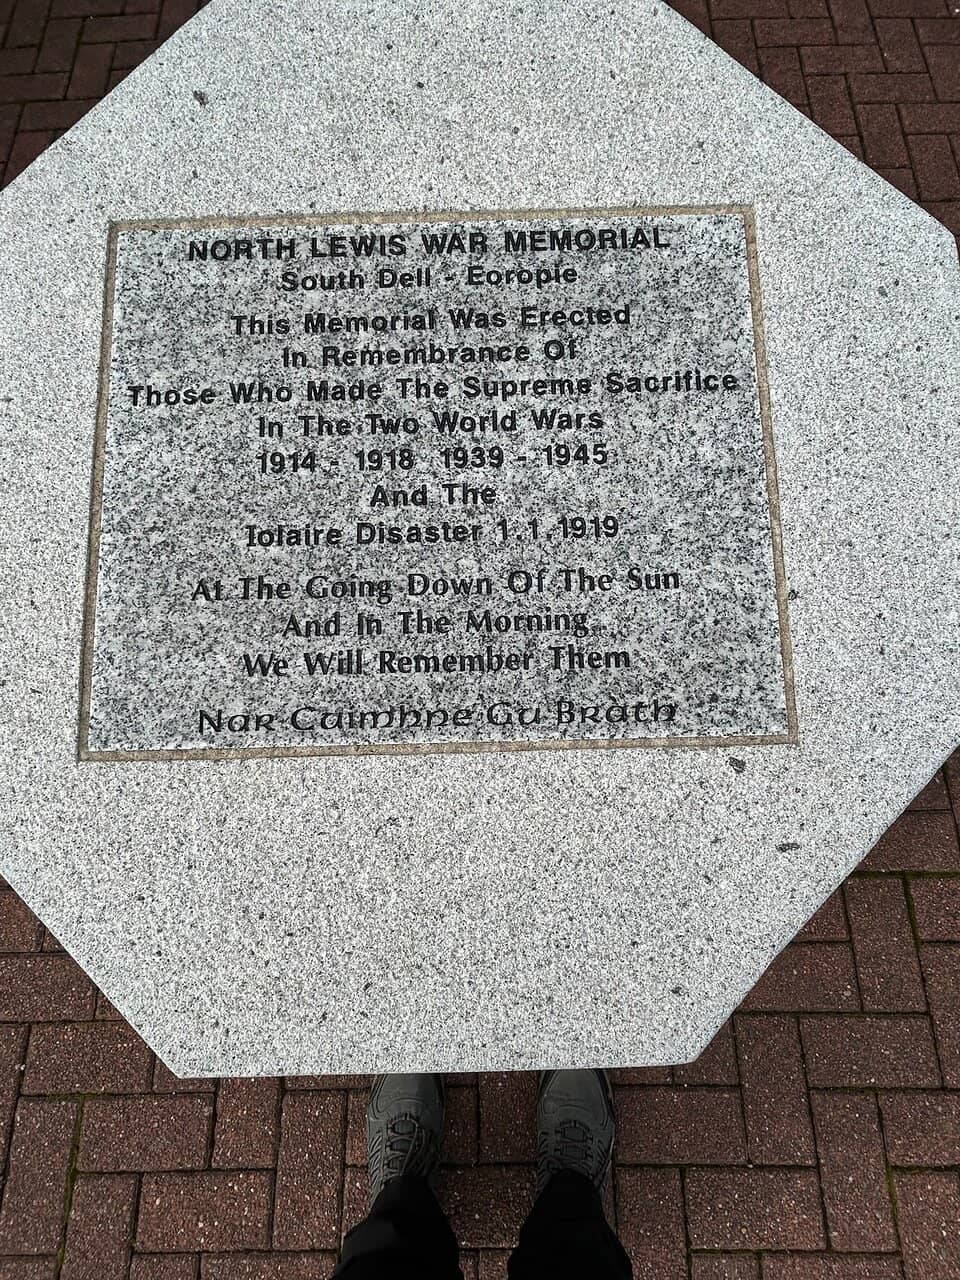 NORTH LEWIS WAR MEMORIAL
South Dell - Eoropie
This Memorial Was Erected
In Remembrance Of
Those Who Made The Supreme Sacrifice
In The Two World Wars
1914 - 1918 1939 - 1945
And The
Iolaire Disaster 1.1.1919
At The Going Down Of The Sun
And In The Morning
We Will Remember Them
Nar Cuimhne Gu Bràth